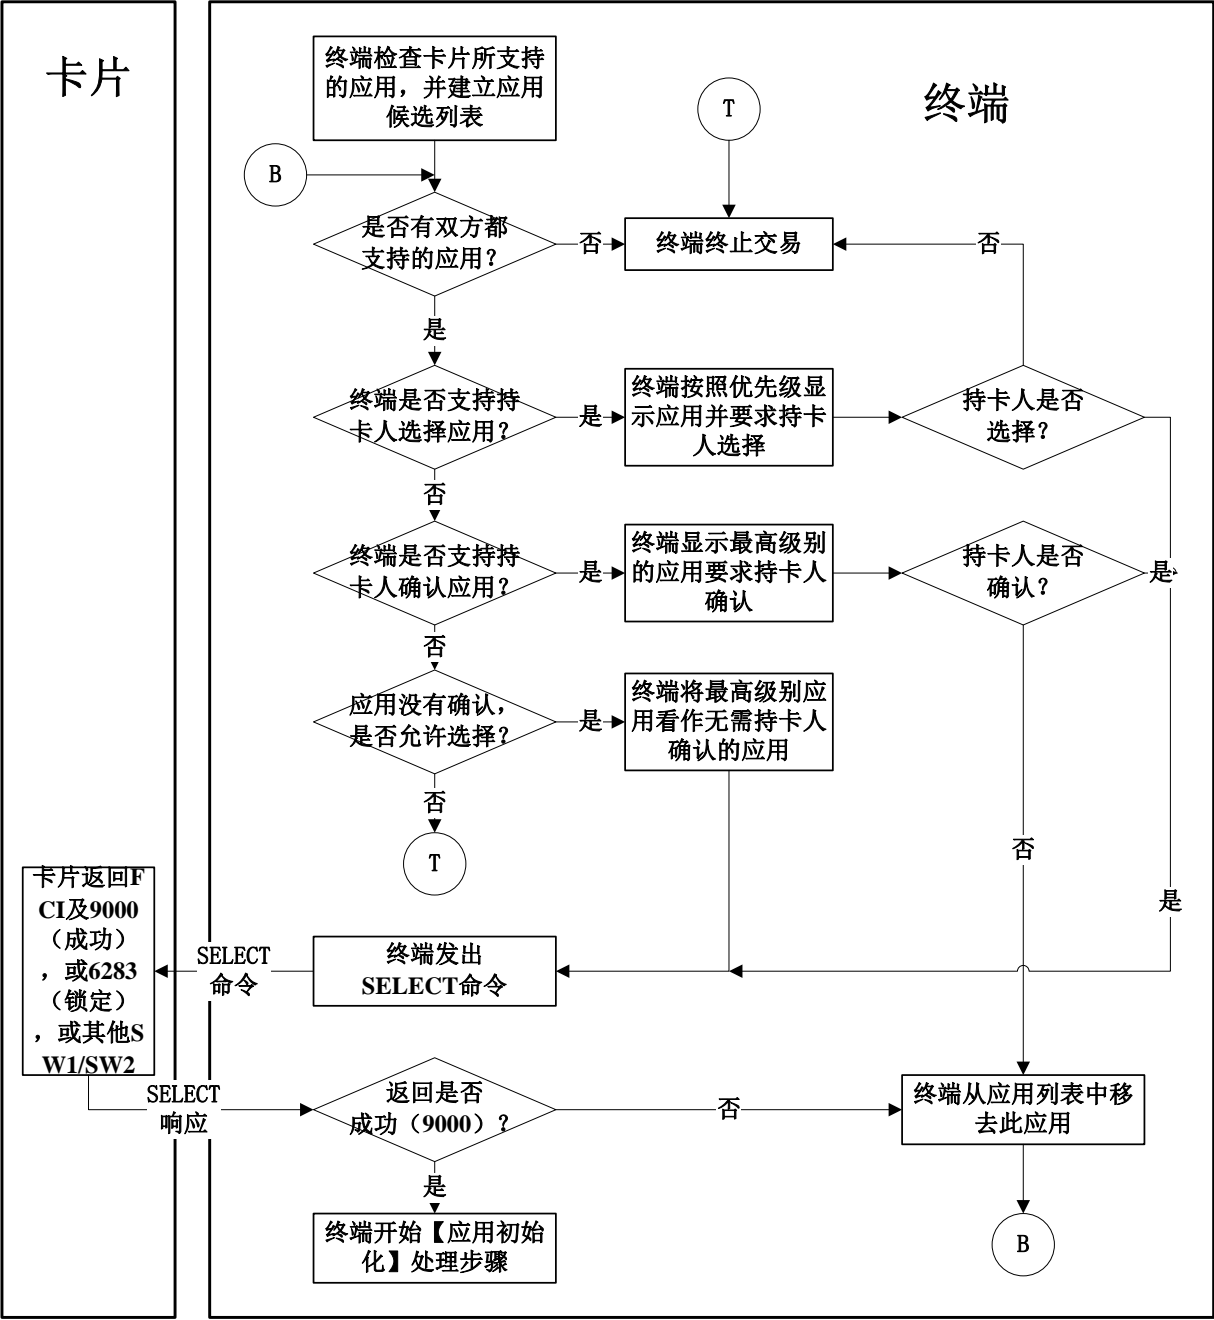 卡片
终端
终端检查卡片所支持
的应用，并建立应用
候选列表
T
B
是否有双方都
支持的应用？
否
终端终止交易
否
是
终端是否支持持
卡人选择应用？
是
终端按照优先级显
示应用并要求持卡
人选择
持卡人是否
选择？
否
终端是否支持持
卡人确认应用？
是
终端显示最高级别
的应用要求持卡人
确认
持卡人是否
确认？
是
否
应用没有确认，
是否允许选择？
是
终端将最高级别应
用看作无需持卡人
确认的应用
否
T
否
是
卡片返回F
CI及9000
（成功）
，或6283
（锁定）
，或其他S
W1/SW2
SELECT
命令
终端发出
SELECT命令
SELECT
响应
返回是否
成功（9000）？
否
终端从应用列表中移
去此应用
是
终端开始【应用初始
化】处理步骤
B